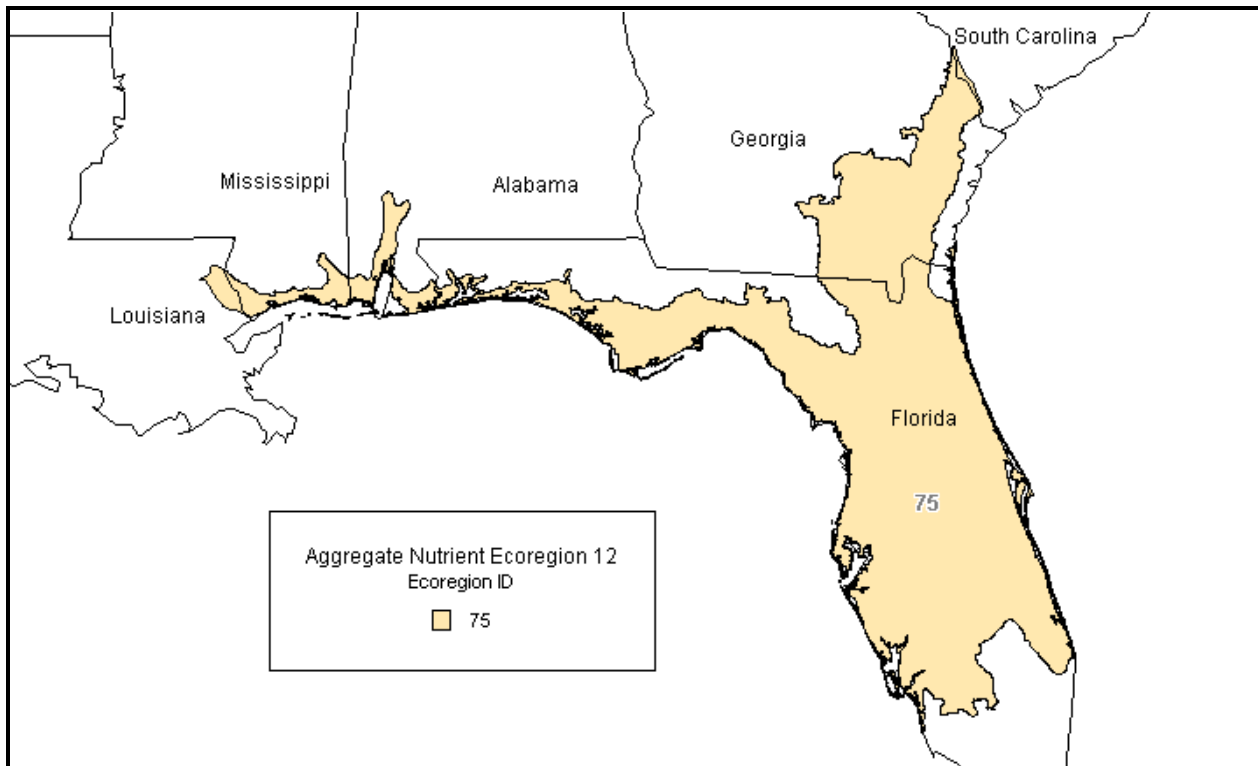 South Carolina
Georgia
Mississippi
Alabama
Louisiana
Florida
75
Aggregate Nutrient Ecoregion 12
Ecoregion ID
75